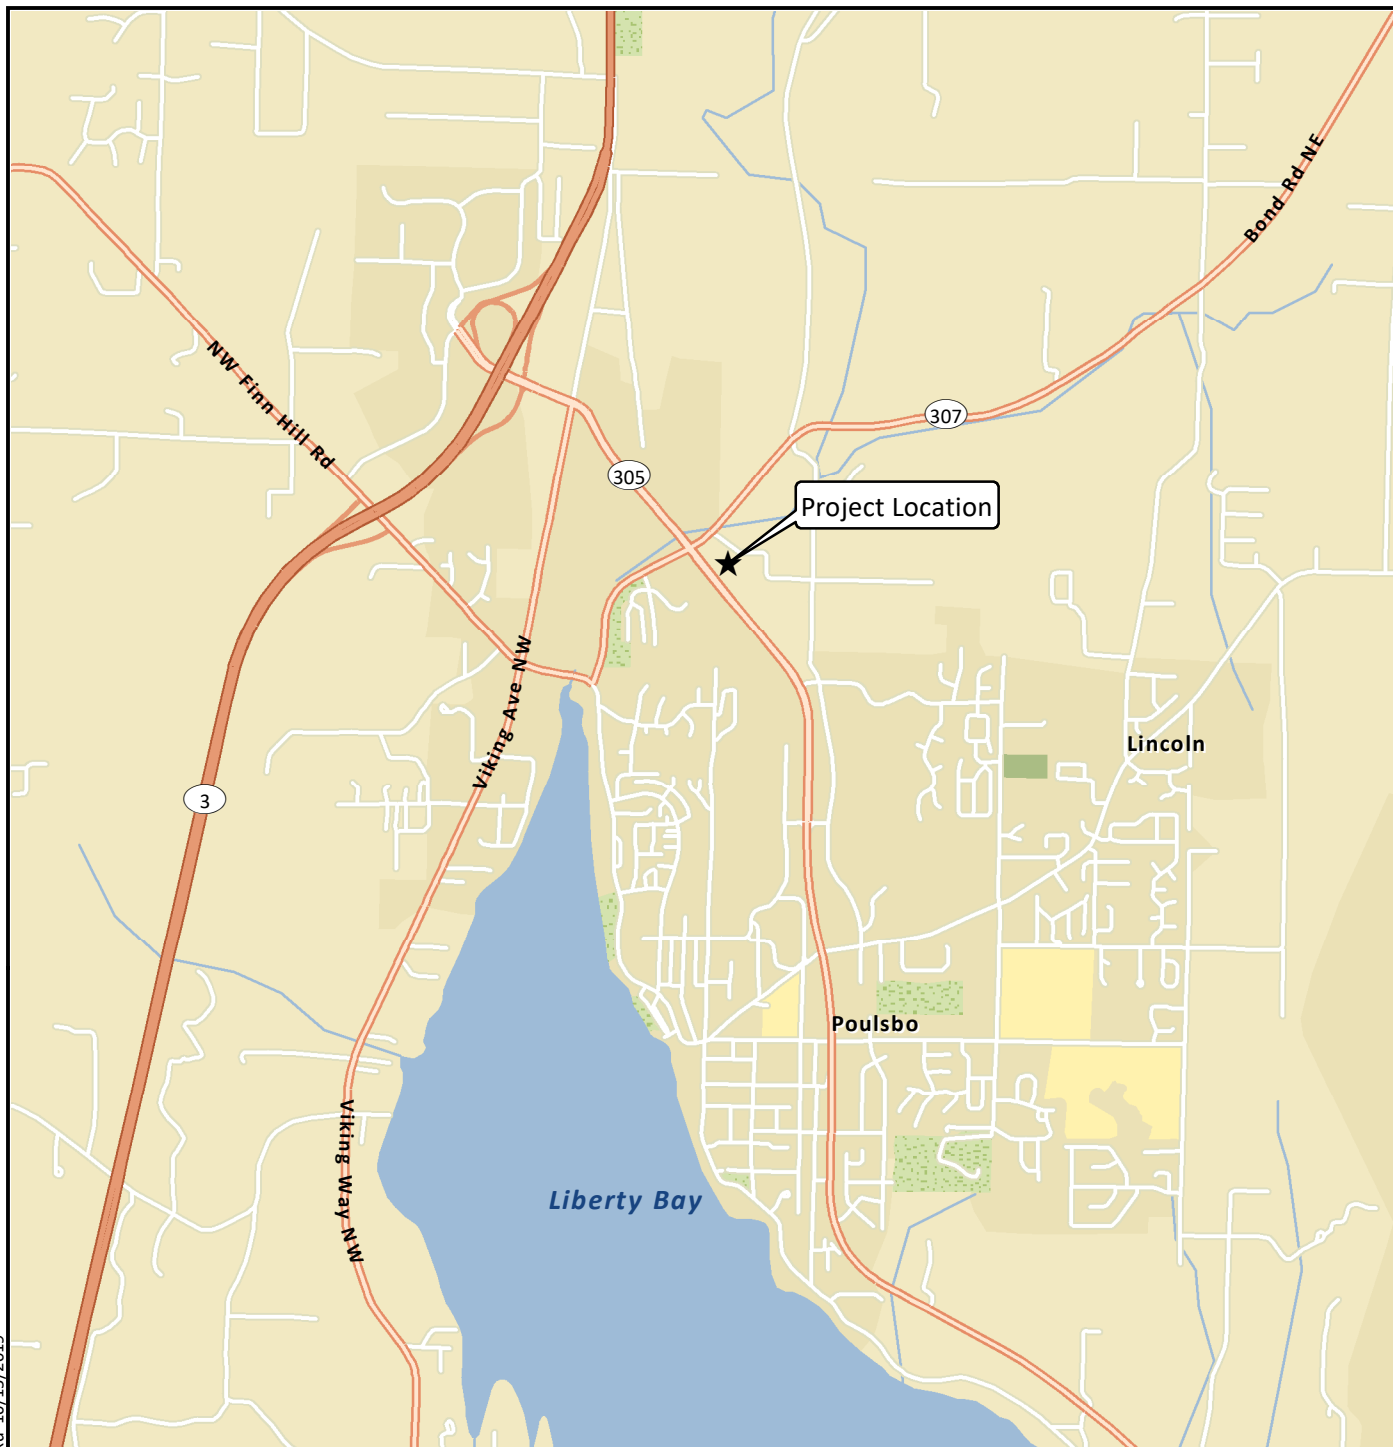 Bond Rd NE
NW Finn Hill Rd
307
305
Project Location
Viking Ave NW
Lincoln
3
Poulsbo
Viking Way NW
Liberty Bay